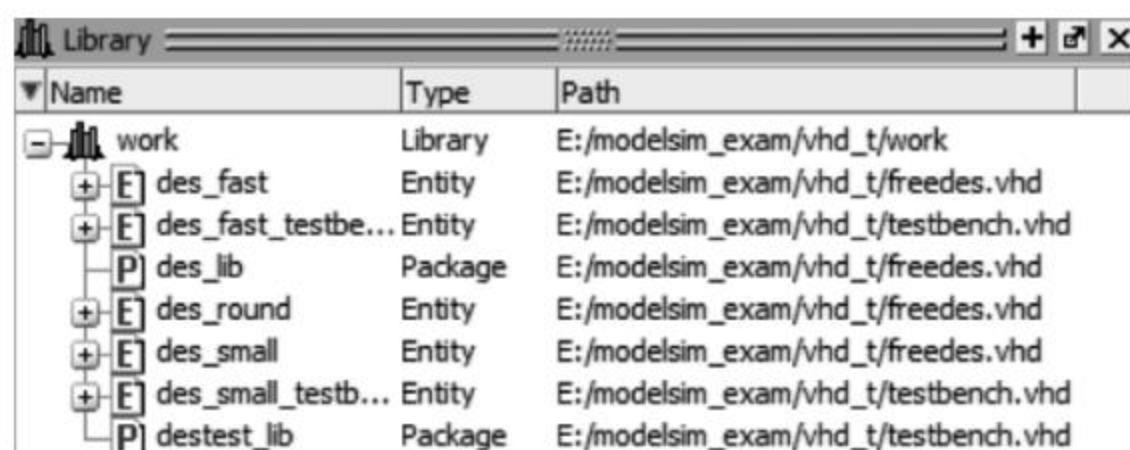 Library
Name Type Path
work Library E:/modelsim_exam/vhd_t/work
E des_fast Entity E:/modelsim_exam/vhd_t/freedes.vhd
E des_fast_testbe... Entity E:/modelsim_exam/vhd_t/testbench.vhd
P des_lib Package E:/modelsim_exam/vhd_t/freedes.vhd
E des_round Entity E:/modelsim_exam/vhd_t/freedes.vhd
E des_small Entity E:/modelsim_exam/vhd_t/freedes.vhd
E des_small_testb... Entity E:/modelsim_exam/vhd_t/testbench.vhd
P destest_lib Package E:/modelsim_exam/vhd_t/testbench.vhd